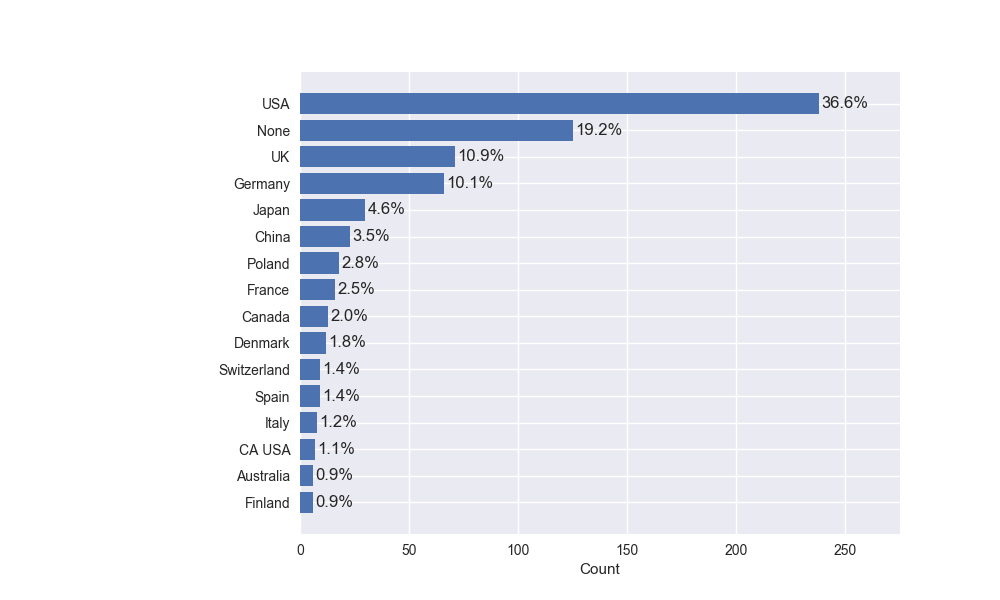 USA 36.6%
None 19.2%
UK 10.9%
Germany 10.1%
Japan 4.6%
China 3.5%
Poland 2.8%
France 2.5%
Canada 2.0%
Denmark 1.8%
Switzerland 1.4%
Spain 1.4%
Italy 1.2%
CA USA 1.1%
Australia 0.9%
Finland 0.9%
0 50 100 150 200 250
Count